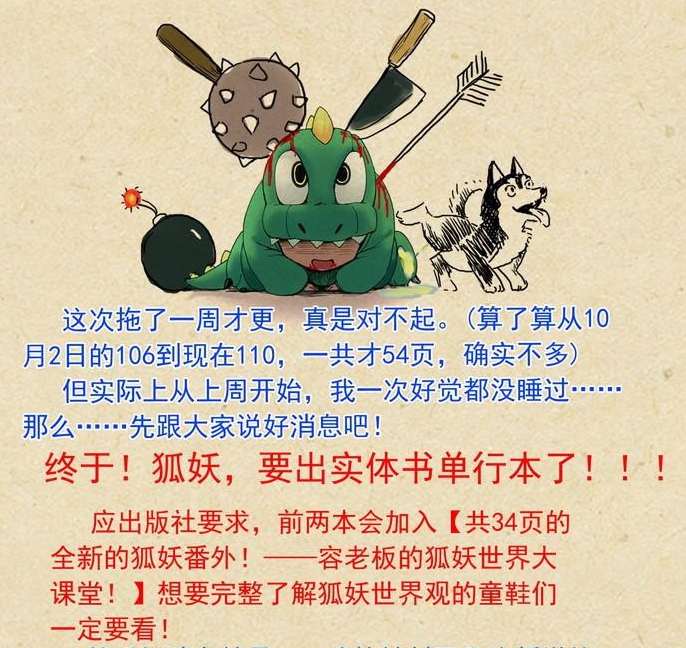 这次拖了一周才更，真是对不起。(算了算从10
月2日的106到现在110，一共才54页，确实不多)
但实际上从上周开始，我一次好觉都没睡过……
那么……先跟大家说好消息吧！
终于！狐妖，要出实体书单行本了！！！
应出版社要求，前两本会加入【共34页的
全新的狐妖番外！——容老板的狐妖世界大
课堂！】想要完整了解狐妖世界观的童鞋们
一定要看！